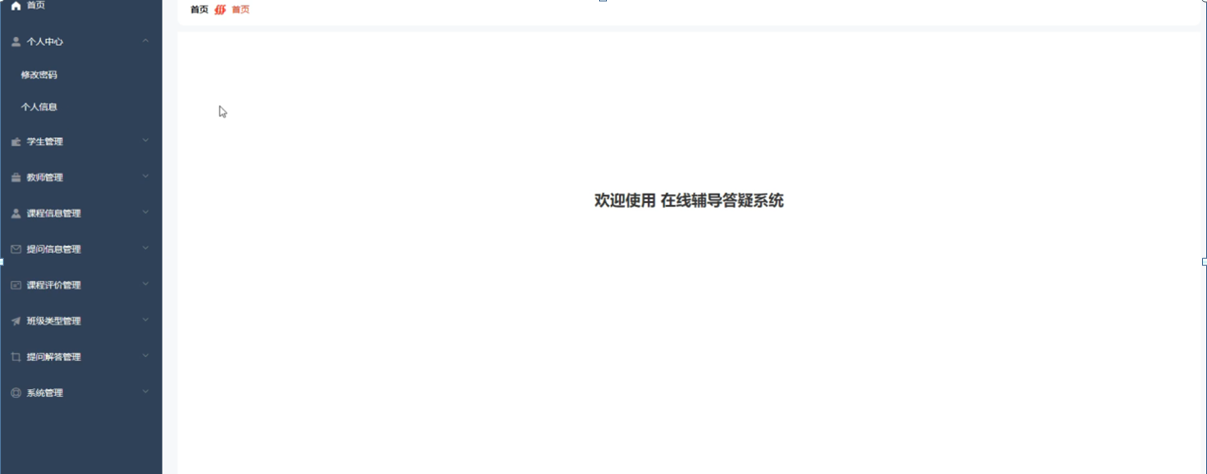 首页
个人中心
修改密码
个人信息
学生管理
教师管理
课程信息管理
提问信息管理
课程评价管理
班级类型管理
提问解答管理
系统管理
首页 首页
欢迎使用 在线辅导答疑系统